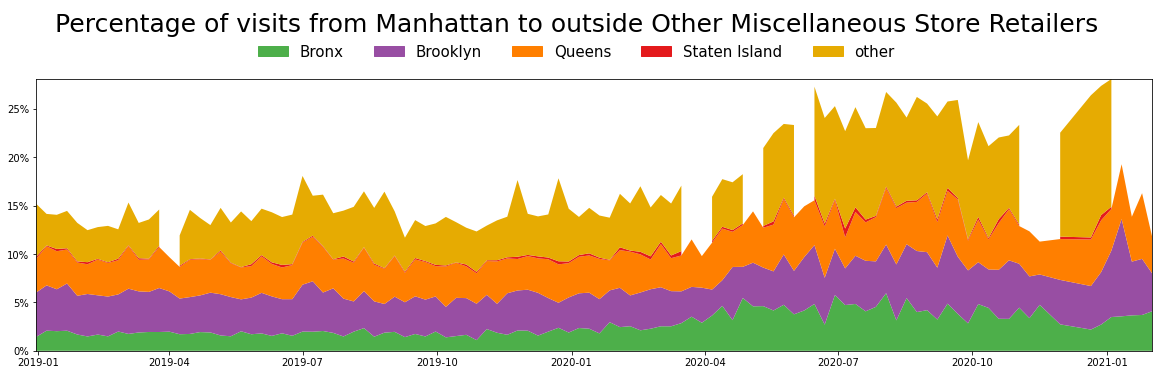 Percentage of visits from Manhattan to outside Other Miscellaneous Store Retailers
Bronx Brooklyn Queens Staten Island other
25%
20%
15%
10%
5%
0%
2019-01 2019-04 2019-07 2019-10 2020-01 2020-04 2020-07 2020-10 2021-01